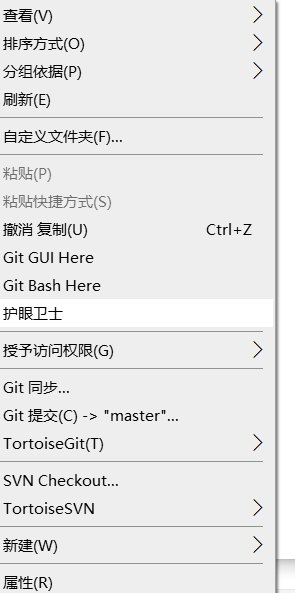 查看(V)
排序方式(O)
分组依据(P)
刷新(E)
自定义文件夹(F)...
粘贴(P)
粘贴快捷方式(S)
撤消 复制(U) Ctrl+Z
Git GUI Here
Git Bash Here
护眼卫士
授予访问权限(G)
Git 同步...
Git 提交(C) -> "master"...
TortoiseGit(T)
SVN Checkout...
TortoiseSVN
新建(W)
属性(R)